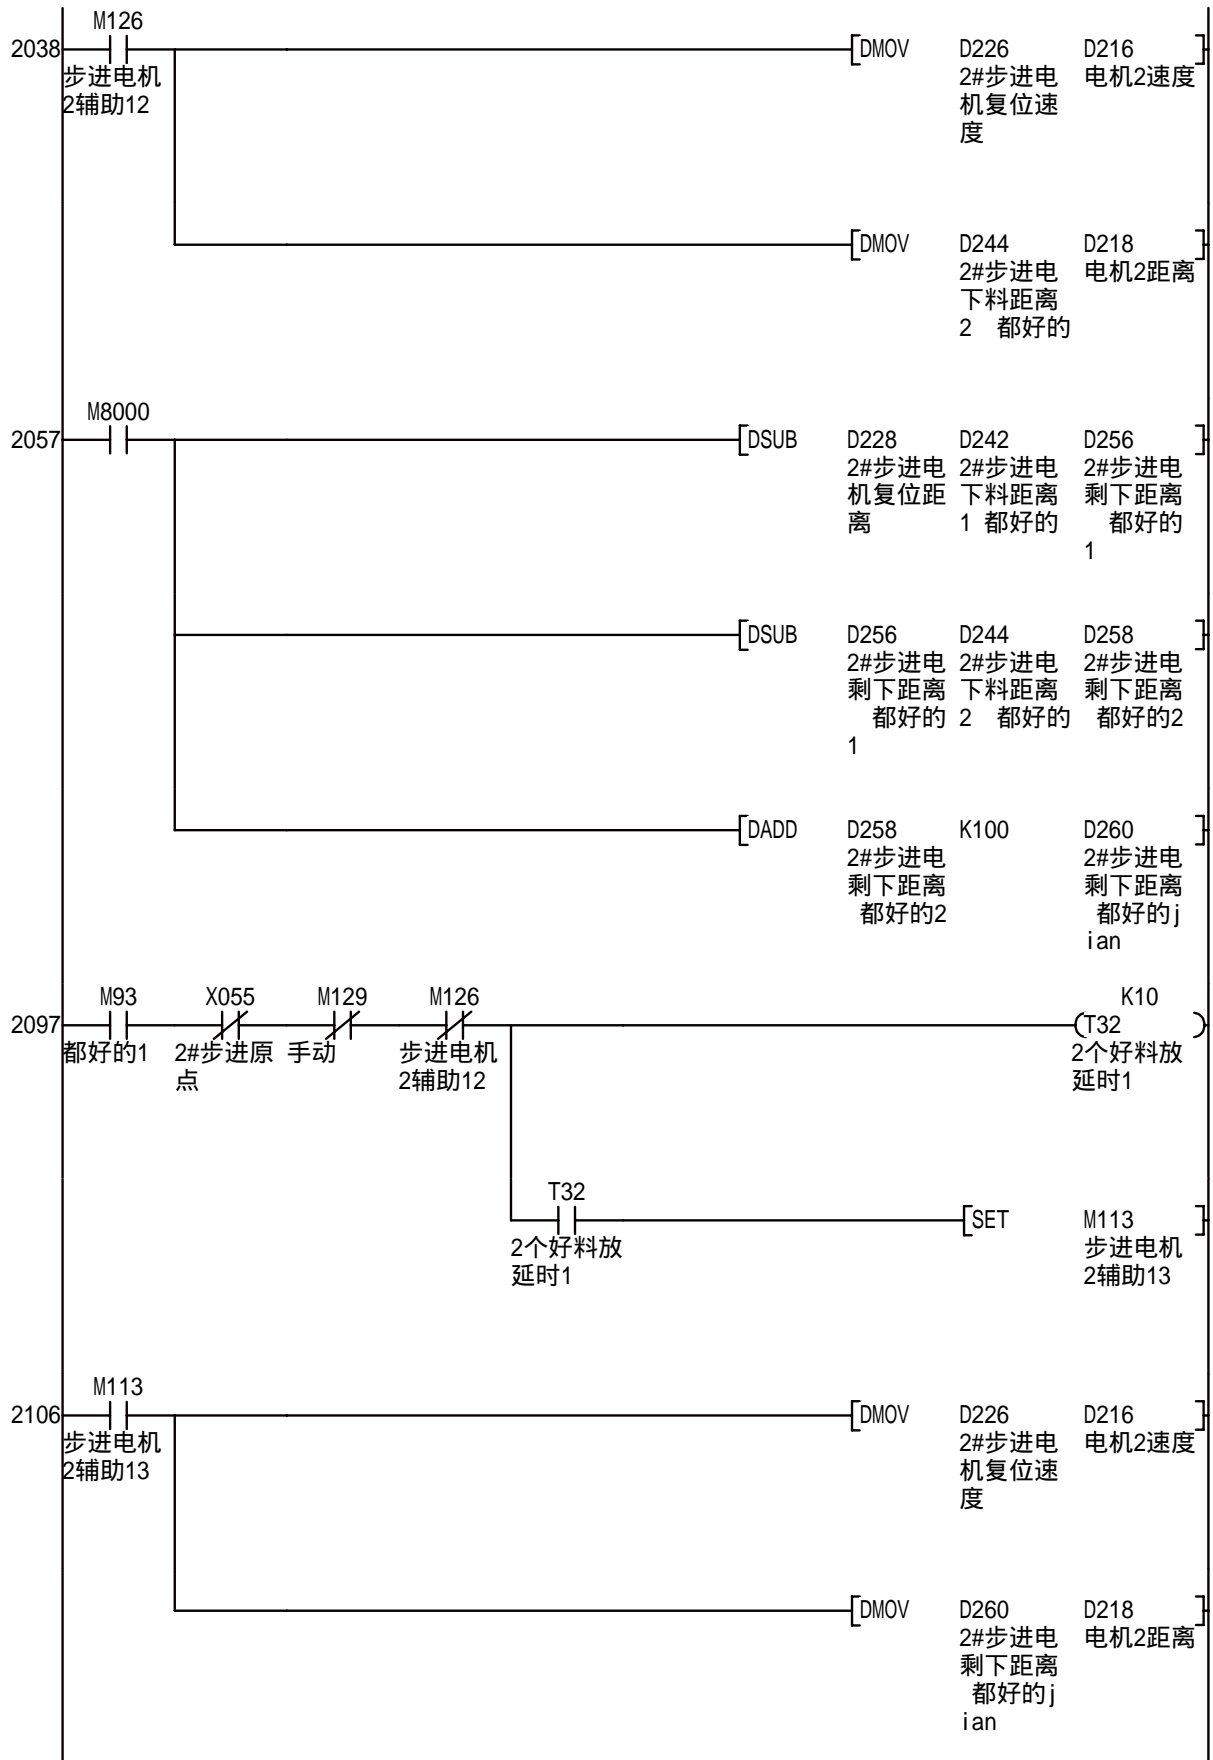 M126
2038 [DMOV D226 D216 ]
步进电机 2#步进电 电机2速度
2辅助12 机复位速
度
[DMOV D244 D218 ]
2#步进电 电机2距离
下料距离
2 都好的
M8000
2057 [DSUB D228 D242 D256 ]
2#步进电 2#步进电 2#步进电
机复位距 下料距离 剩下距离
离 1 都好的 都好的
1
[DSUB D256 D244 D258 ]
2#步进电 2#步进电 2#步进电
剩下距离 下料距离 剩下距离
都好的 2 都好的 都好的2
1
[DADD D258 K100 D260 ]
2#步进电 2#步进电
剩下距离 剩下距离
都好的2 都好的j
ian
M93 X055 M129 M126 K10
2097 (T32 )
都好的1 2#步进原 手动 步进电机 2个好料放
点 2辅助12 延时1
T32
[SET M113 ]
2个好料放 步进电机
延时1 2辅助13
M113
2106 [DMOV D226 D216 ]
步进电机 2#步进电 电机2速度
2辅助13 机复位速
度
[DMOV D260 D218 ]
2#步进电 电机2距离
剩下距离
都好的j
ian